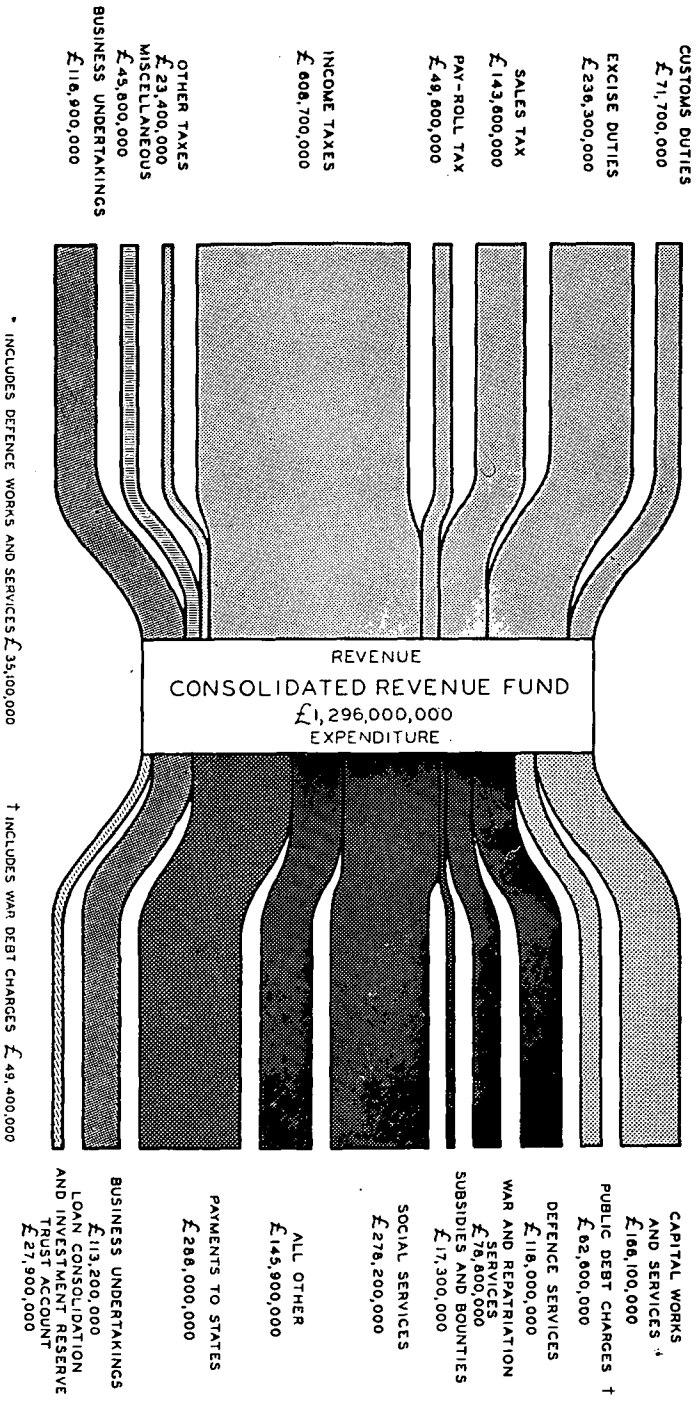 CUSTOMS DUTIES
£71,700,000
EXCISE DUTIES
£236,300,000
SALES TAX
£143,600,000
PAY-ROLL TAX
£49,600,000
INCOME TAXES
£608,700,000
OTHER TAXES
£23,400,000
MISCELLANEOUS
£45,800,000
BUSINESS UNDERTAKINGS
£116,900,000
REVENUE
CONSOLIDATED REVENUE FUND
£1,296,000,000
EXPENDITURE
CAPITAL WORKS
AND SERVICES *
£166,100,000
PUBLIC DEBT CHARGES †
£62,600,000
DEFENCE SERVICES
£118,000,000
WAR AND REPATRIATION
SERVICES
£78,800,000
SUBSIDIES AND BOUNTIES
£17,300,000
SOCIAL SERVICES
£278,200,000
ALL OTHER
£145,900,000
PAYMENTS TO STATES
£288,000,000
BUSINESS UNDERTAKINGS
£113,200,000
LOAN CONSOLIDATION
AND INVESTMENT RESERVE
TRUST ACCOUNT
£27,900,000
* INCLUDES DEFENCE WORKS AND SERVICES £35,100,000
† INCLUDES WAR DEBT CHARGES £49,400,000